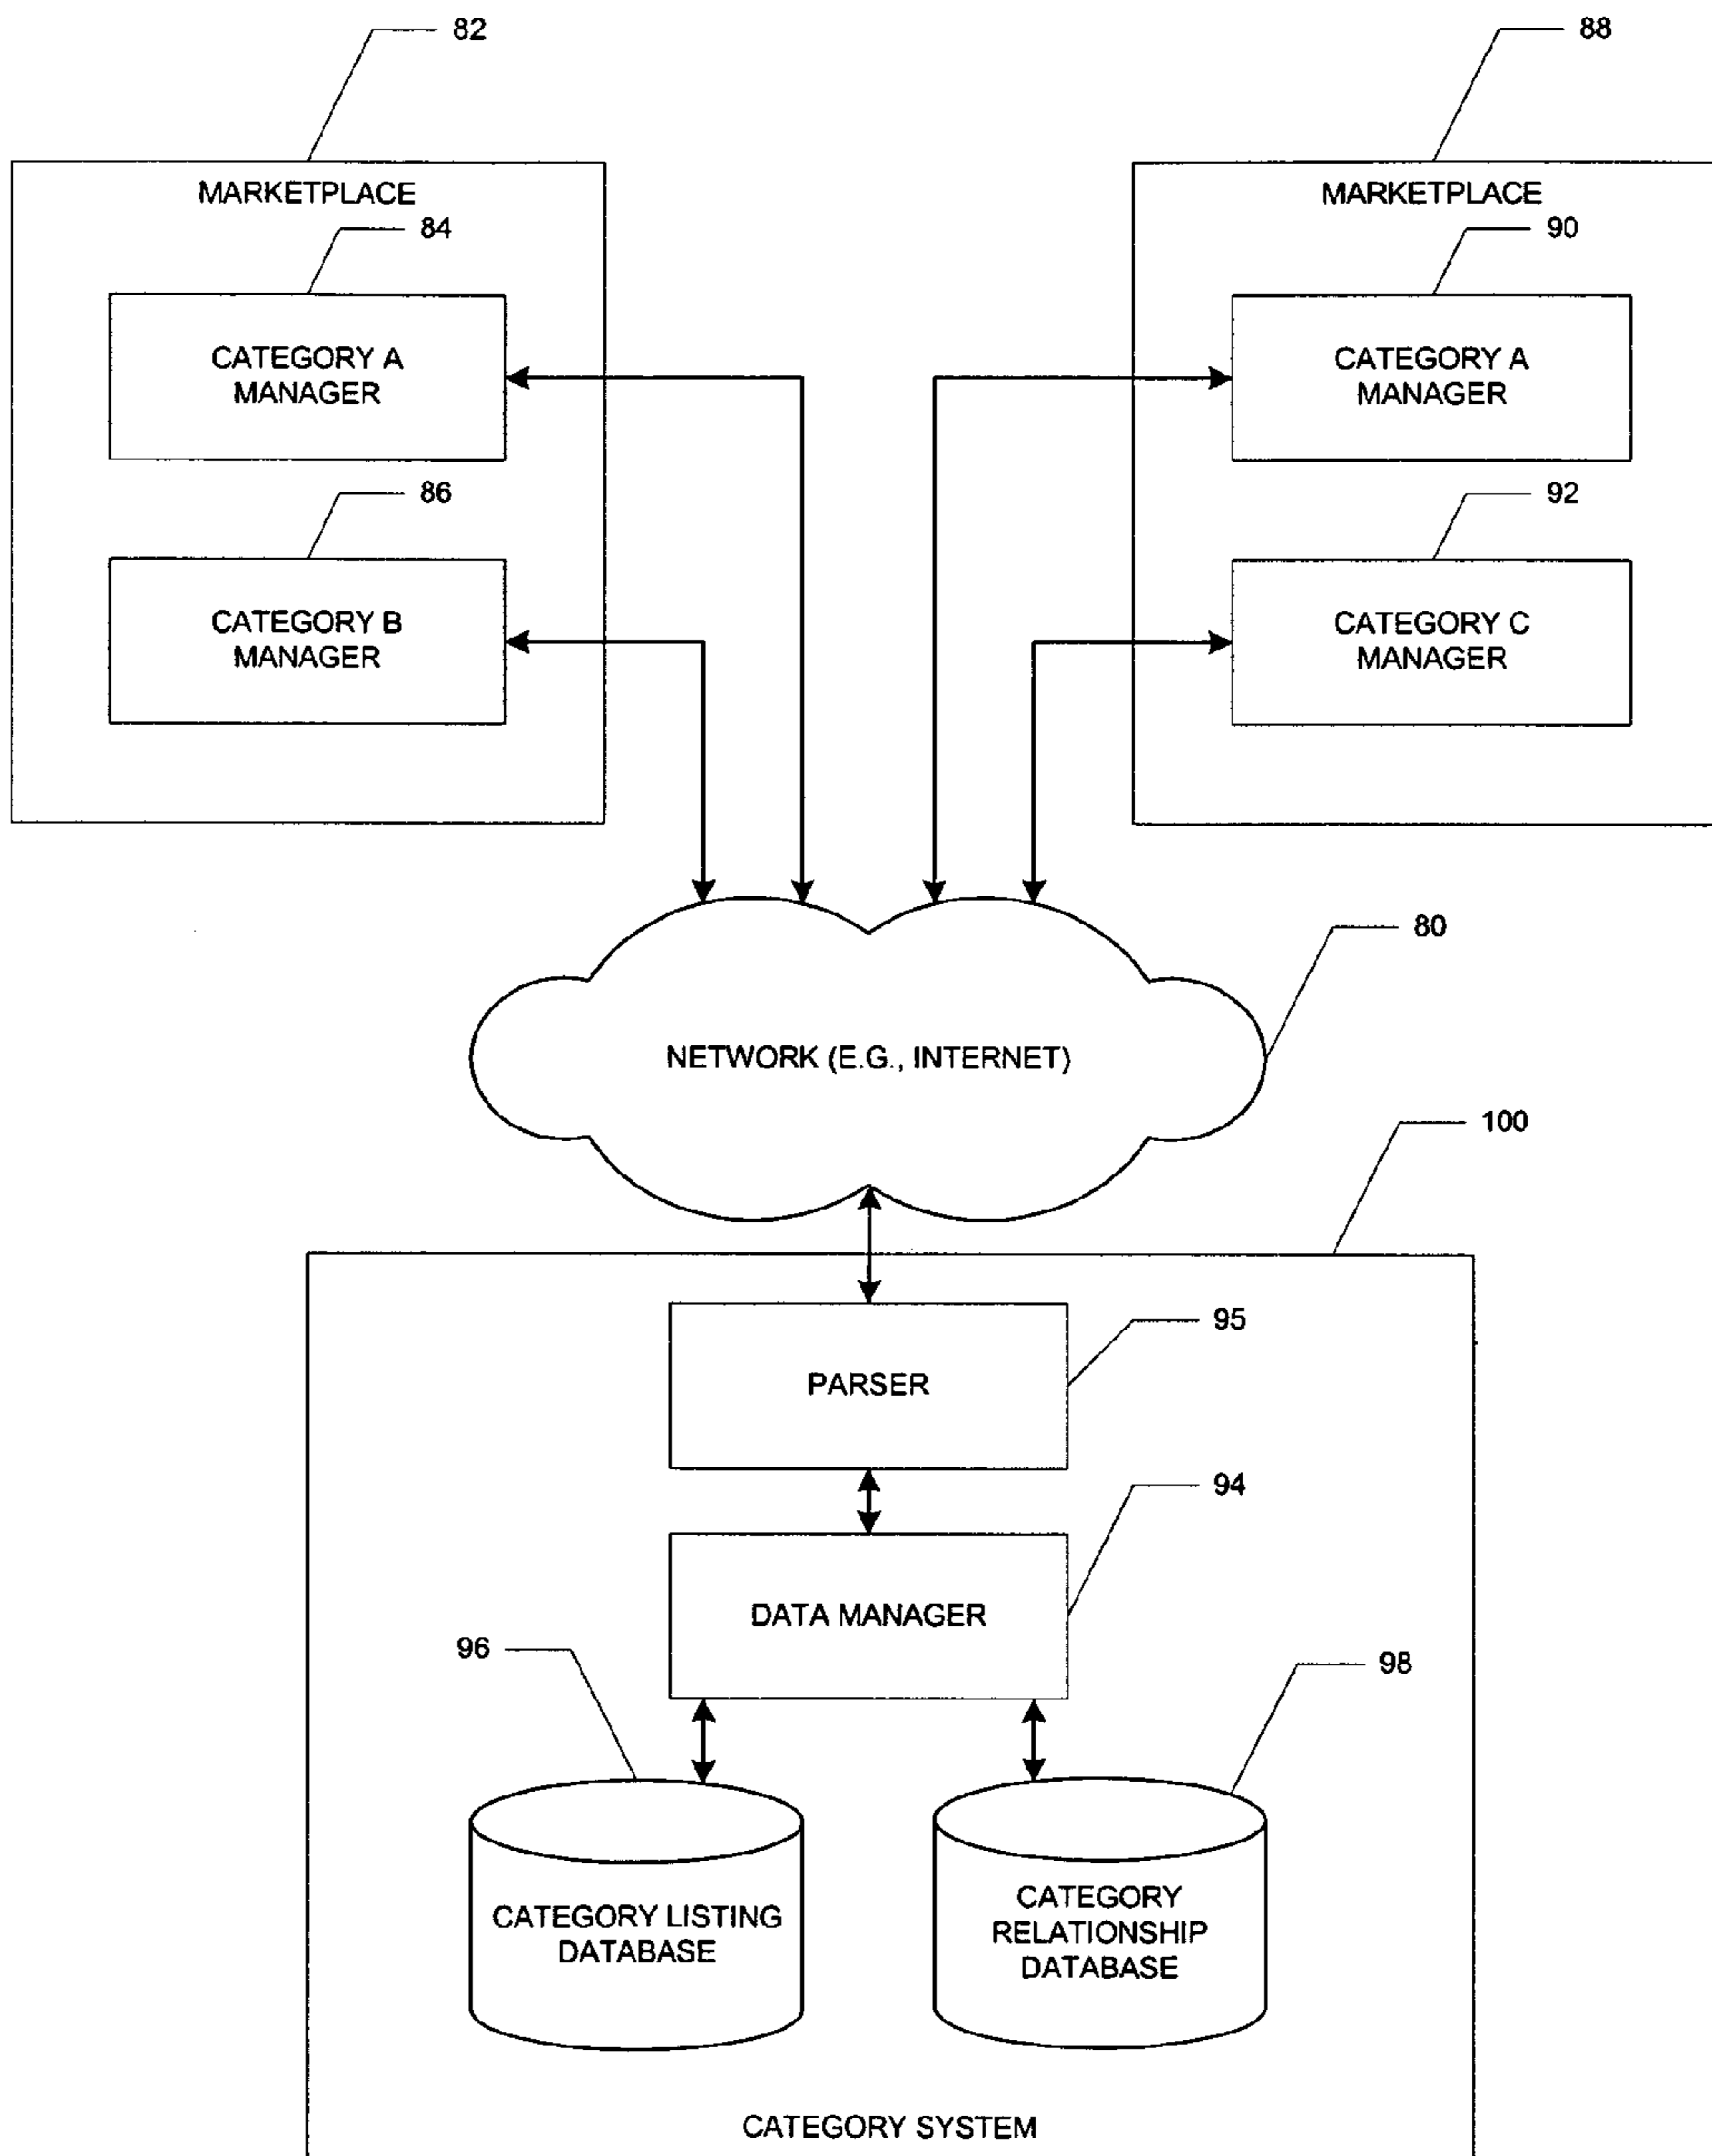 82
88
MARKETPLACE
MARKETPLACE
84
90
CATEGORY A
MANAGER
CATEGORY A
MANAGER
86
92
CATEGORY B
MANAGER
CATEGORY C
MANAGER
80
NETWORK (E.G., INTERNET)
100
95
PARSER
94
DATA MANAGER
96
98
CATEGORY LISTING
DATABASE
CATEGORY
RELATIONSHIP
DATABASE
CATEGORY SYSTEM